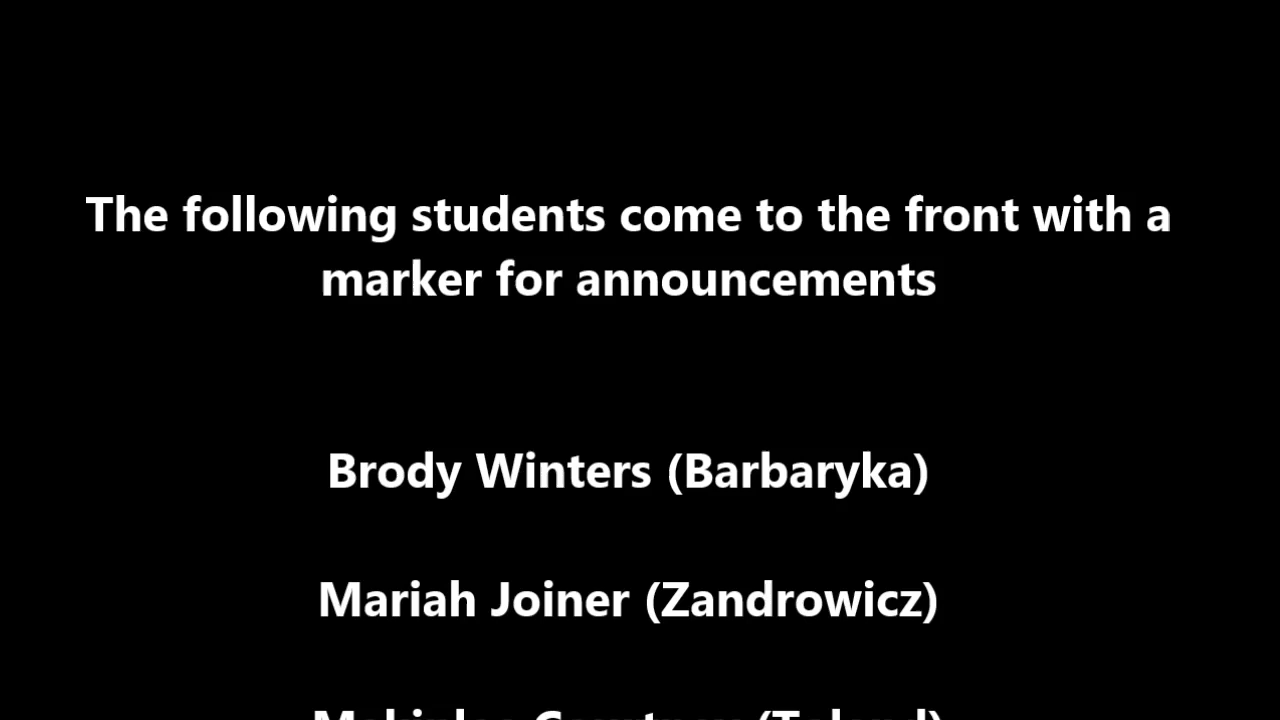 The following students come to the front with a
marker for announcements
Brody Winters (Barbaryka)
Mariah Joiner (Zandrowicz)